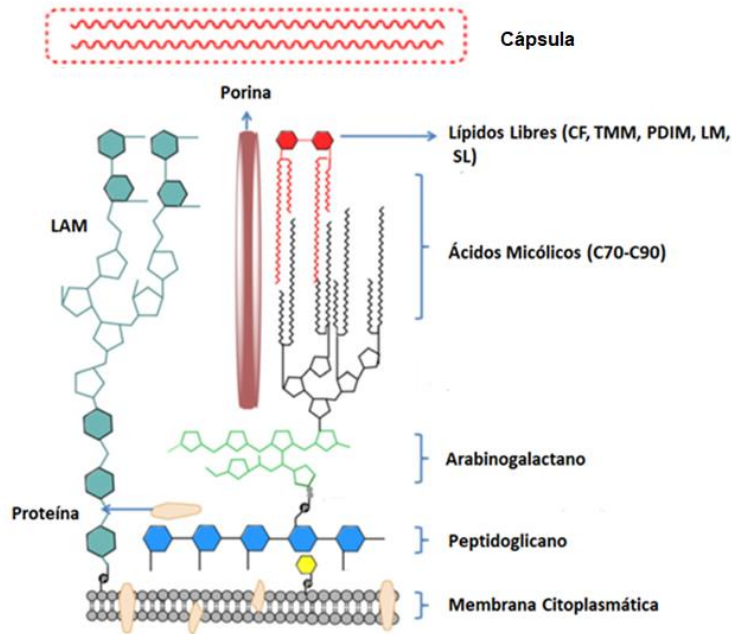 Cápsula
Porina
Lípidos Libres (CF, TMM, PDIM, LM,
SL)
LAM
Ácidos Micólicos (C70-C90)
Arabinogalactano
Proteína
Peptidoglicano
Membrana Citoplasmática